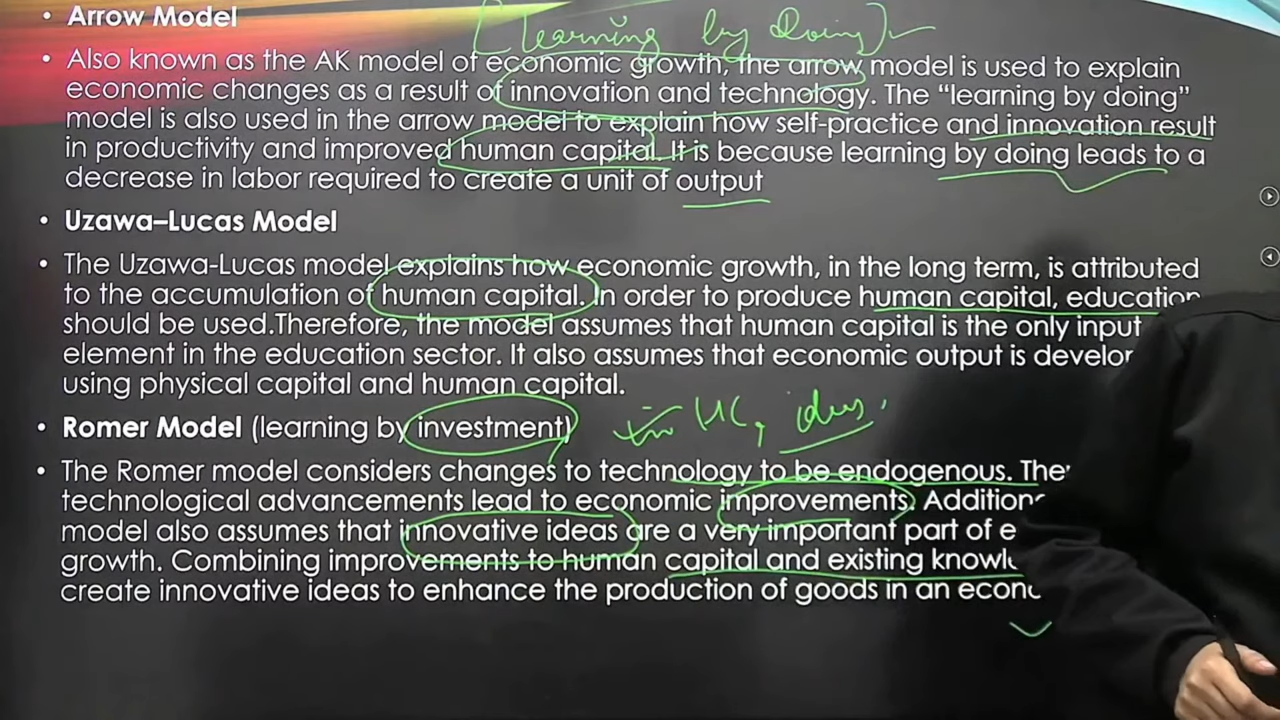 • Arrow Model
[learning by Doing]
• Also known as the AK model of economic growth, the arrow model is used to explain
economic changes as a result of innovation and technology. The “learning by doing”
model is also used in the arrow model to explain how self-practice and innovation result
in productivity and improved human capital. It is because learning by doing leads to a
decrease in labor required to create a unit of output
• Uzawa–Lucas Model
• The Uzawa-Lucas model explains how economic growth, in the long term, is attributed
to the accumulation of human capital. In order to produce human capital, education
should be used.Therefore, the model assumes that human capital is the only input
element in the education sector. It also assumes that economic output is develop
using physical capital and human capital.
• Romer Model (learning by investment)
HC, ideas
• The Romer model considers changes to technology to be endogenous. The
technological advancements lead to economic improvements. Addition
model also assumes that innovative ideas are a very important part of e
growth. Combining improvements to human capital and existing knowle
create innovative ideas to enhance the production of goods in an econo